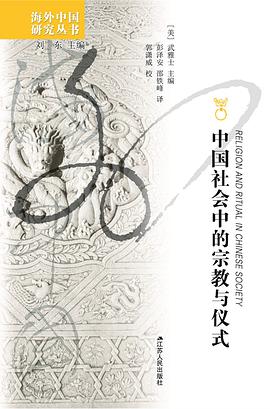 海外中国
研究丛书
刘东 主编
[美] 武雅士 主编
彭泽安 邵铁峰 译
郭潇威 校
中国社会中的宗教与仪式
RELIGION AND RITUAL IN CHINESE SOCIETY
江苏人民出版社